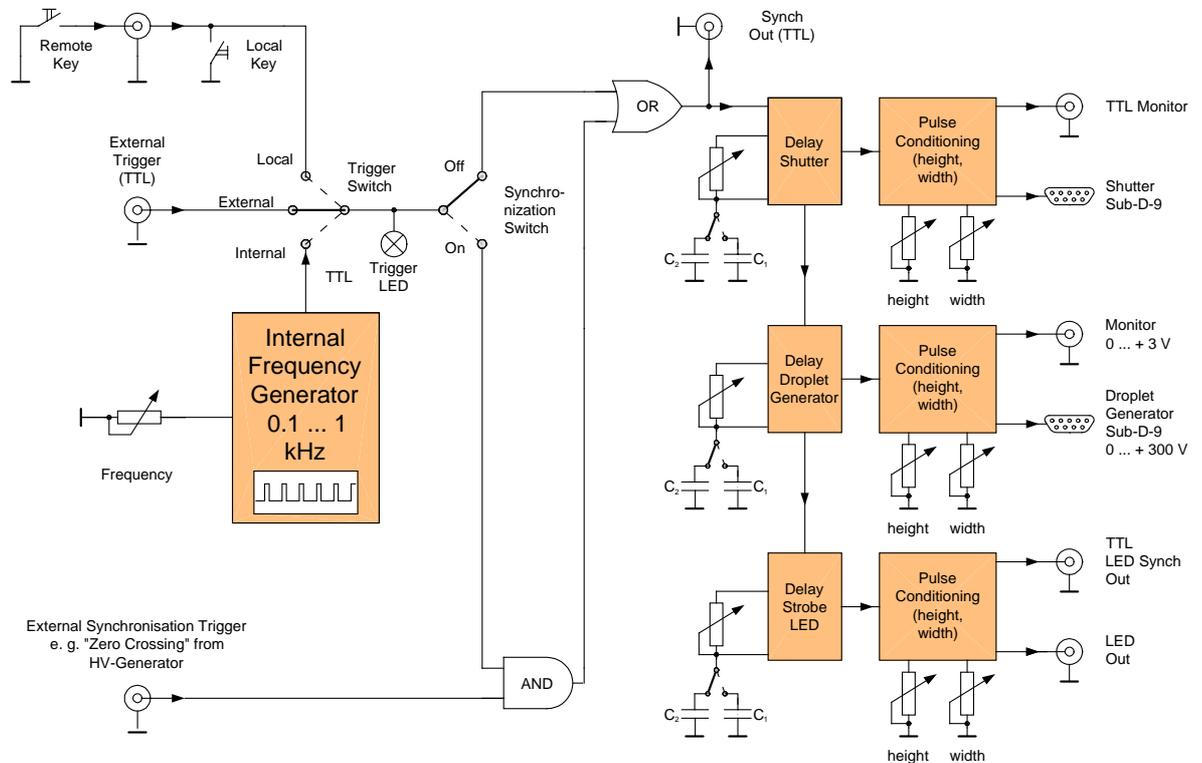 Remote
Key
Local
Key
Synch
Out (TTL)
External
Trigger
(TTL)
Local
External
Internal
Trigger
Switch
Trigger
LED
TTL
Off
On
Synchro-
nization
Switch
OR
Delay
Shutter
Pulse
Conditioning
(height,
width)
TTL Monitor
Shutter
Sub-D-9
C2
C1
height
width
Internal
Frequency
Generator
0.1 ... 1
kHz
Frequency
Delay
Droplet
Generator
Pulse
Conditioning
(height,
width)
Monitor
0 ... + 3 V
Droplet
Generator
Sub-D-9
0 ... + 300 V
C2
C1
height
width
External Synchronisation Trigger
e. g. "Zero Crossing" from
HV-Generator
AND
Delay
Strobe
LED
Pulse
Conditioning
(height,
width)
TTL
LED Synch
Out
LED
Out
C2
C1
height
width